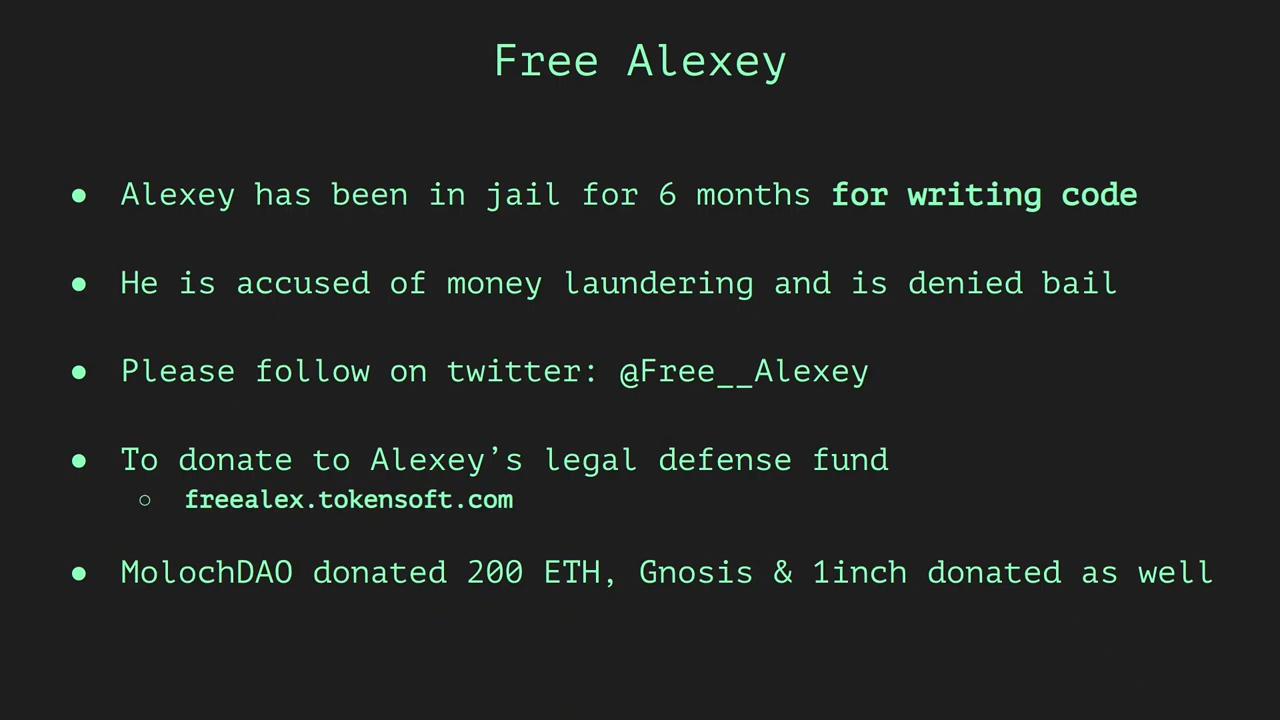 Free Alexey
● Alexey has been in jail for 6 months for writing code
● He is accused of money laundering and is denied bail
● Please follow on twitter: @Free__Alexey
● To donate to Alexey’s legal defense fund
○ freealex.tokensoft.com
● MolochDAO donated 200 ETH, Gnosis & 1inch donated as well